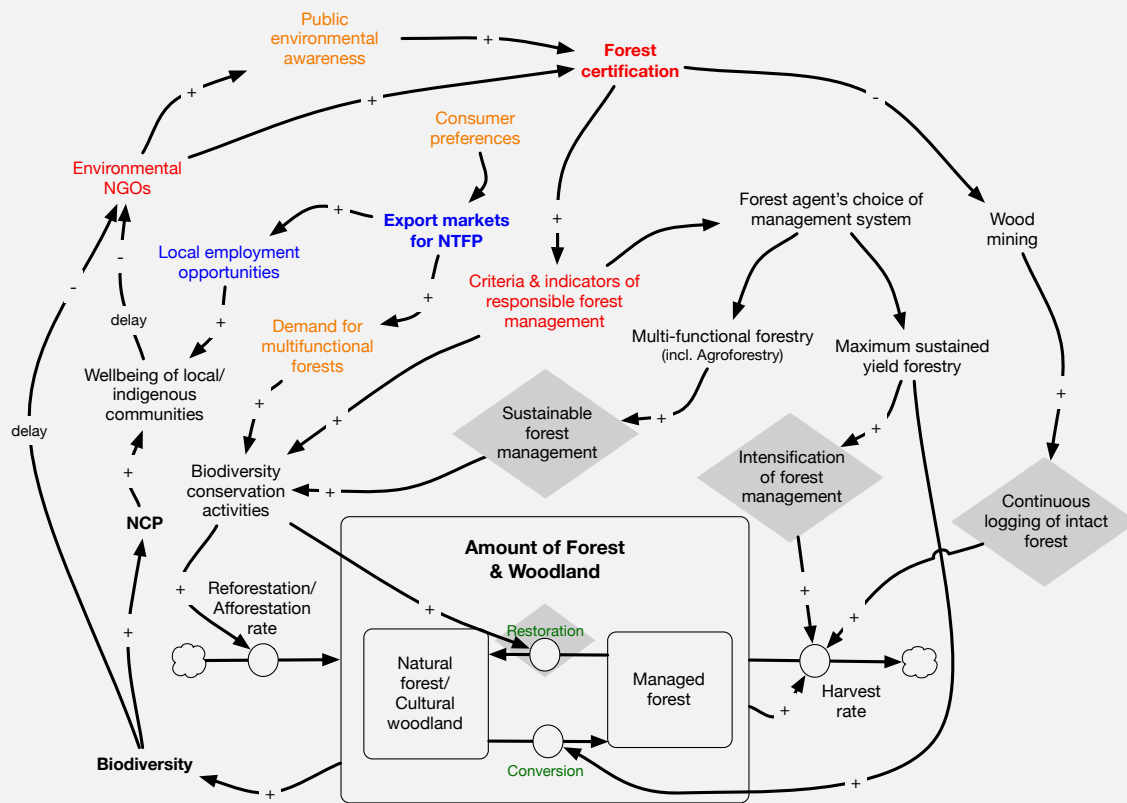 Public
environmental
awareness
+
Forest
certification
+
+
-
Consumer
preferences
Environmental
NGOs
Export markets
for NTFP
+
Local employment
opportunities
+
-
-
+
Forest agent's choice of
management system
Wood
mining
Criteria & indicators of
responsible forest
management
delay
+
Demand for
multifunctional
forests
Multi-functional forestry
(incl. Agroforestry)
Maximum sustained
yield forestry
Wellbeing of local/
indigenous
communities
delay
+
+
+
+
+
Sustainable
forest
management
Biodiversity
conservation
activities
+
+
Intensification
of forest
management
Continuous
logging of intact
forest
NCP
Amount of Forest
& Woodland
+
+
Reforestation/
Afforestation
rate
+
+
+
Restoration
Natural
forest/
Cultural
woodland
Managed
forest
+
Harvest
rate
Biodiversity
+
Conversion
+